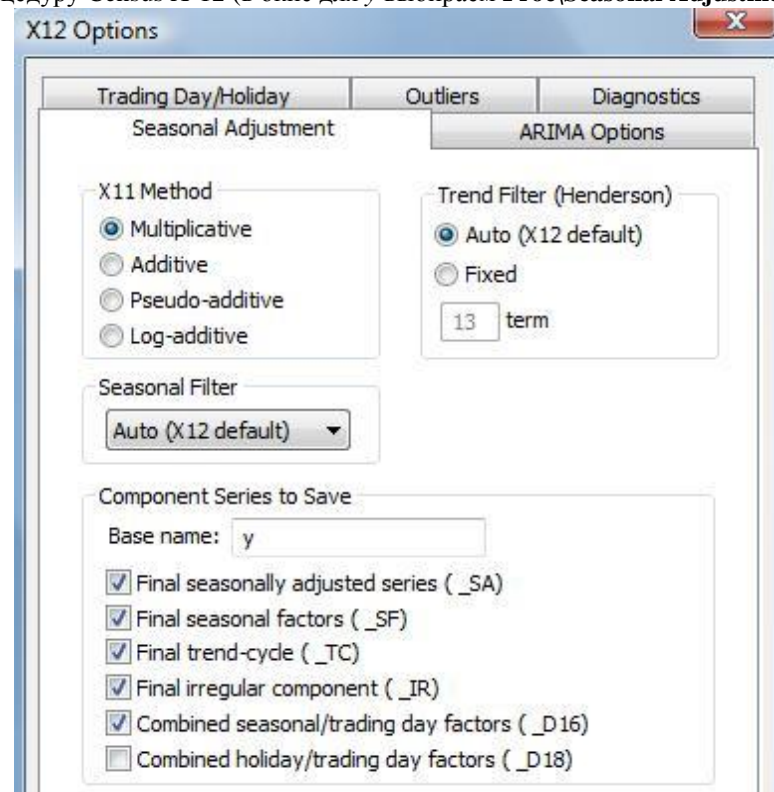 Census X-12
X12 Options
Trading Day/Holiday Outliers Diagnostics
Seasonal Adjustment ARIMA Options
X11 Method
Multiplicative
Additive
Pseudo-additive
Log-additive
Trend Filter (Henderson)
Auto (X12 default)
Fixed
13 term
Seasonal Filter
Auto (X12 default)
Component Series to Save
Base name: y
Final seasonally adjusted series ( _SA)
Final seasonal factors ( _SF)
Final trend-cycle ( _TC)
Final irregular component ( _IR)
Combined seasonal/trading day factors ( _D16)
Combined holiday/trading day factors ( _D18)